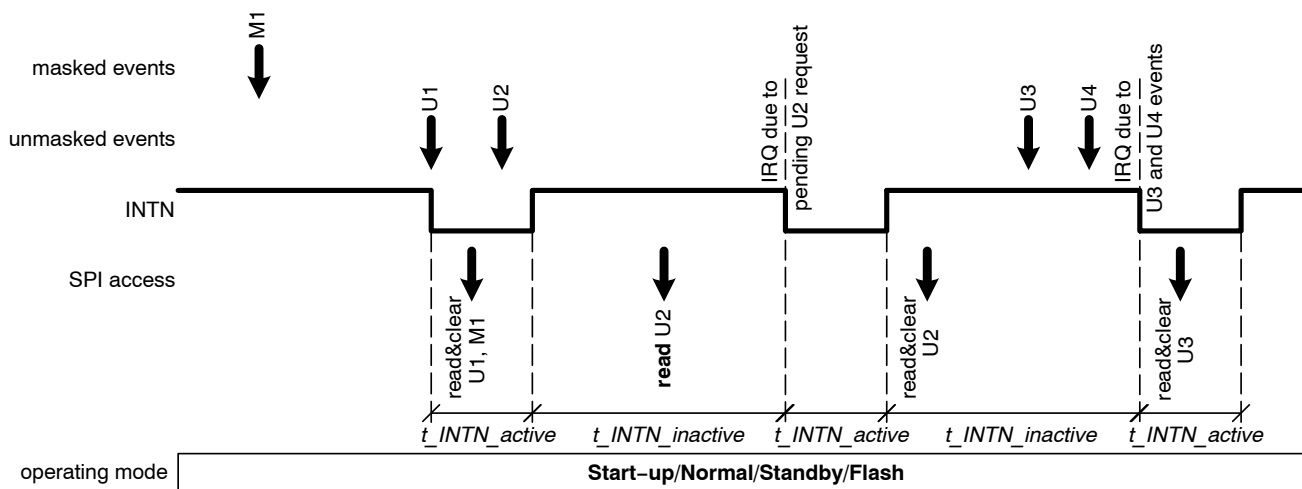 M1
masked events
U1
U2
IRQ due to
pending U2 request
U3
U4
IRQ due to
U3 and U4 events
unmasked events
INTN
SPI access
read&clear
U1, M1
read U2
read&clear
U2
read&clear
U3
t_INTN_active
t_INTN_inactive
t_INTN_active
t_INTN_inactive
t_INTN_active
operating mode
Start−up/Normal/Standby/Flash